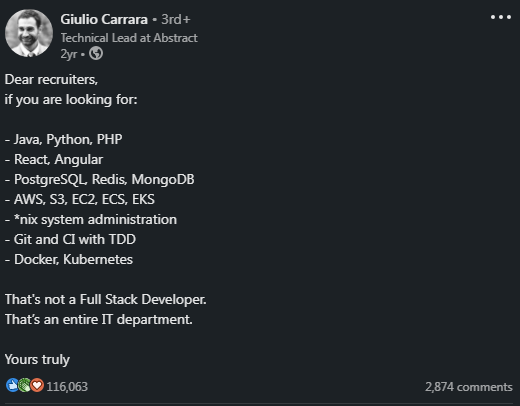 Giulio Carrara • 3rd+
Technical Lead at Abstract
2yr •
Dear recruiters,
if you are looking for:
- Java, Python, PHP
- React, Angular
- PostgreSQL, Redis, MongoDB
- AWS, S3, EC2, ECS, EKS
- *nix system administration
- Git and CI with TDD
- Docker, Kubernetes
That's not a Full Stack Developer.
That's an entire IT department.
Yours truly
116,063
2,874 comments